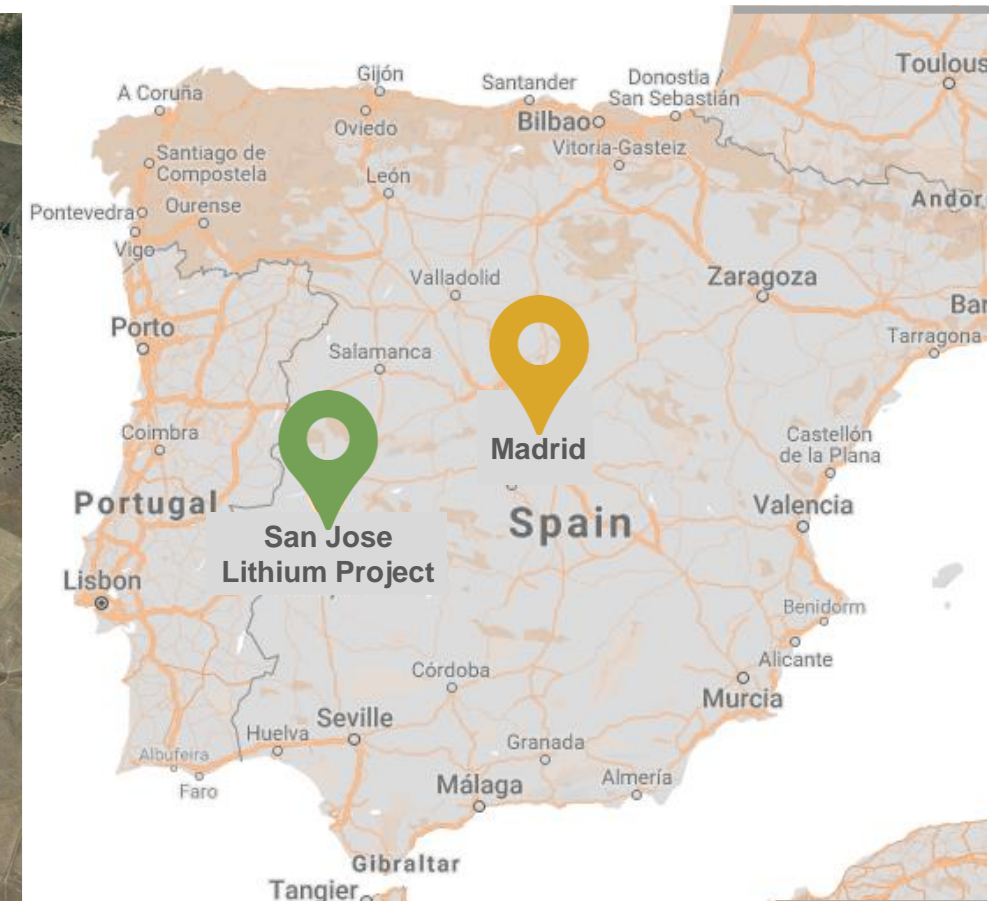 Toulous
Gijón
Santander
Donostia /
San Sebastián
A Coruña
Oviedo
Bilbao
Santiago de
Compostela
Vitoria-Gasteiz
León
Andor
Pontevedra
Ourense
Vigo
Valladolid
Zaragoza
Bar
Porto
Tarragona
Salamanca
Coimbra
Madrid
Castellón
de la Plana
Portugal
Valencia
Spain
San Jose
Lithium Project
Lisbon
Benidorm
Alicante
Córdoba
Murcia
Seville
Huelva
Granada
Albufeira
Faro
Málaga
Almería
Gibraltar
Tangier